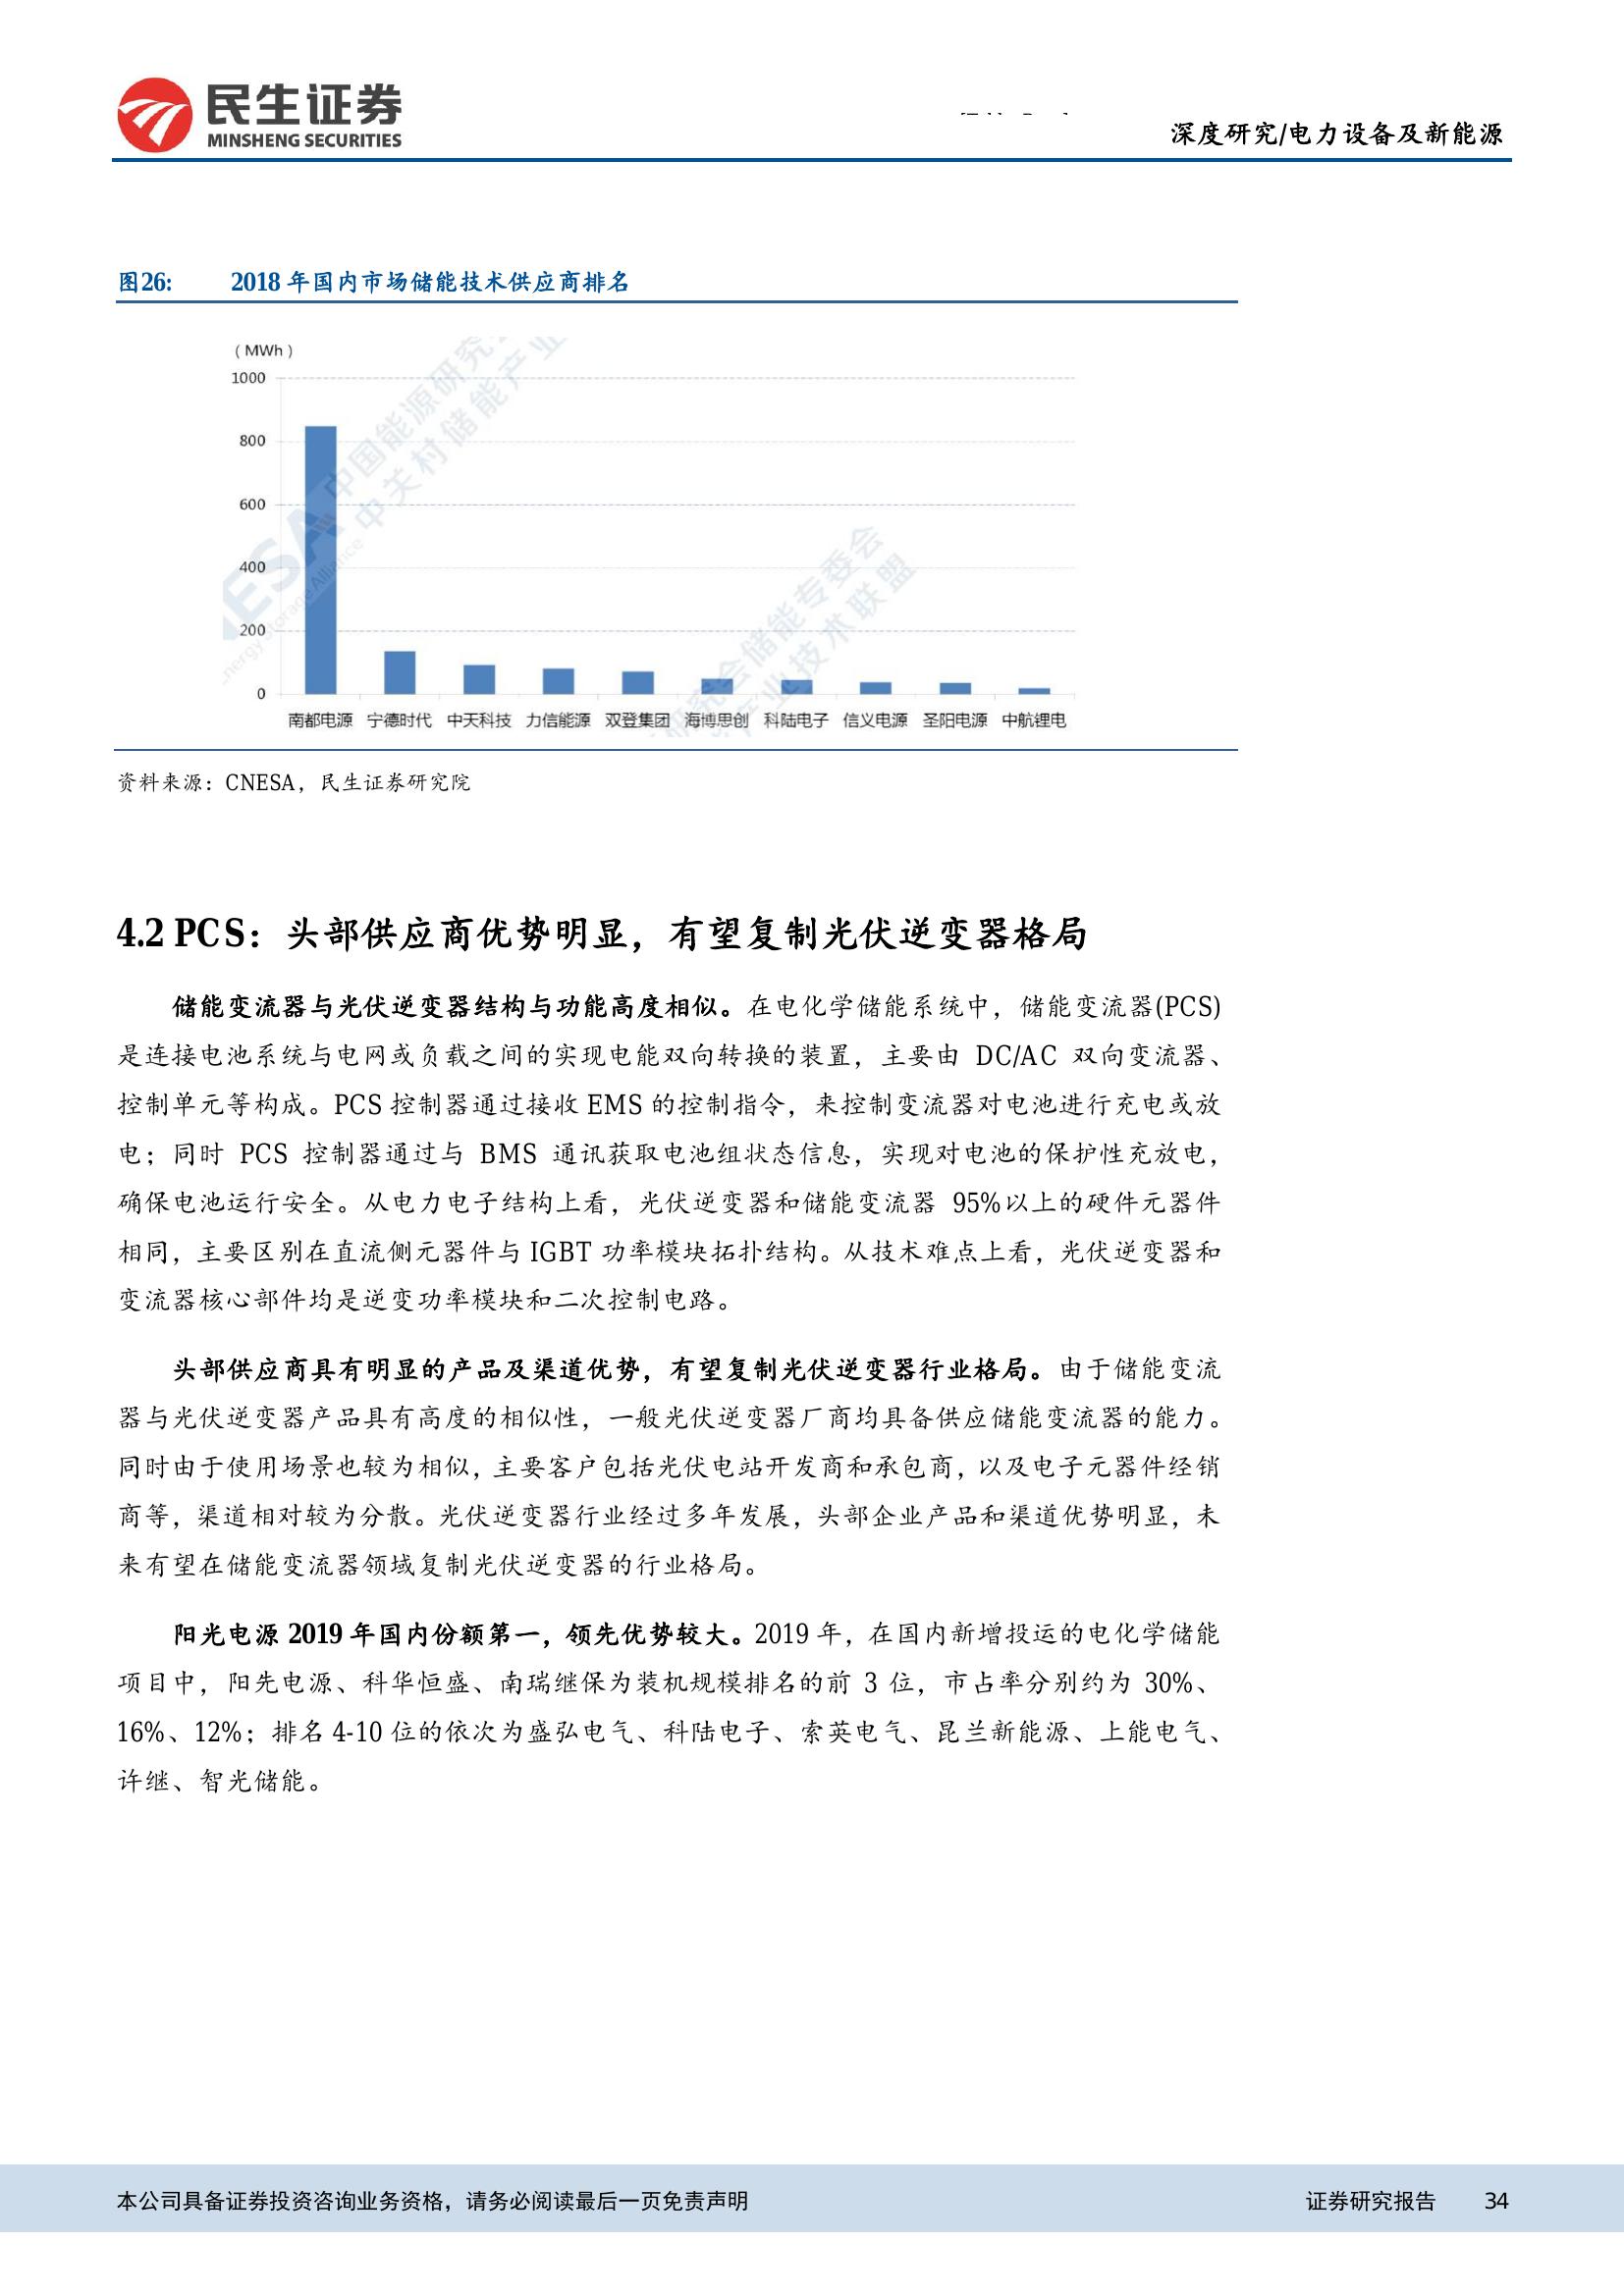 民生证券
MINSHENG SECURITIES
深度研究/电力设备及新能源
图26: 2018 年国内市场储能技术供应商排名
（MWh）
1000
800
600
400
200
0
南都电源 宁德时代 中天科技 力信能源 双登集团 海博思创 科陆电子 信义电源 圣阳电源 中航锂电
资料来源：CNESA，民生证券研究院
4.2 PCS：头部供应商优势明显，有望复制光伏逆变器格局
储能变流器与光伏逆变器结构与功能高度相似。在电化学储能系统中，储能变流器(PCS)
是连接电池系统与电网或负载之间的实现电能双向转换的装置，主要由 DC/AC 双向变流器、
控制单元等构成。PCS 控制器通过接收 EMS 的控制指令，来控制变流器对电池进行充电或放
电；同时 PCS 控制器通过与 BMS 通讯获取电池组状态信息，实现对电池的保护性充放电，
确保电池运行安全。从电力电子结构上看，光伏逆变器和储能变流器 95%以上的硬件元器件
相同，主要区别在直流侧元器件与 IGBT 功率模块拓扑结构。从技术难点上看，光伏逆变器和
变流器核心部件均是逆变功率模块和二次控制电路。
头部供应商具有明显的产品及渠道优势，有望复制光伏逆变器行业格局。由于储能变流
器与光伏逆变器产品具有高度的相似性，一般光伏逆变器厂商均具备供应储能变流器的能力。
同时由于使用场景也较为相似，主要客户包括光伏电站开发商和承包商，以及电子元器件经销
商等，渠道相对较为分散。光伏逆变器行业经过多年发展，头部企业产品和渠道优势明显，未
来有望在储能变流器领域复制光伏逆变器的行业格局。
阳光电源 2019 年国内份额第一，领先优势较大。2019 年，在国内新增投运的电化学储能
项目中，阳先电源、科华恒盛、南瑞继保为装机规模排名的前 3 位，市占率分别约为 30%、
16%、12%；排名 4-10 位的依次为盛弘电气、科陆电子、索英电气、昆兰新能源、上能电气、
许继、智光储能。
本公司具备证券投资咨询业务资格，请务必阅读最后一页免责声明 证券研究报告 34